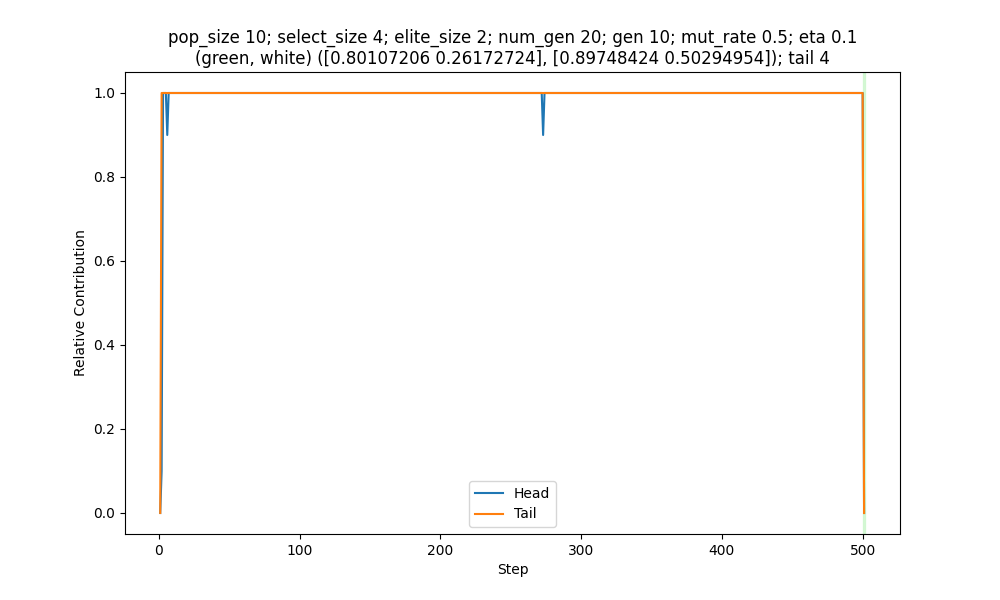 pop_size 10; select_size 4; elite_size 2; num_gen 20; gen 10; mut_rate 0.5; eta 0.1
(green, white) ([0.80107206 0.26172724], [0.89748424 0.50294954]); tail 4
1.0
0.8
0.6
0.4
0.2
0.0
Relative Contribution
Head
Tail
0
100
200
300
400
500
Step